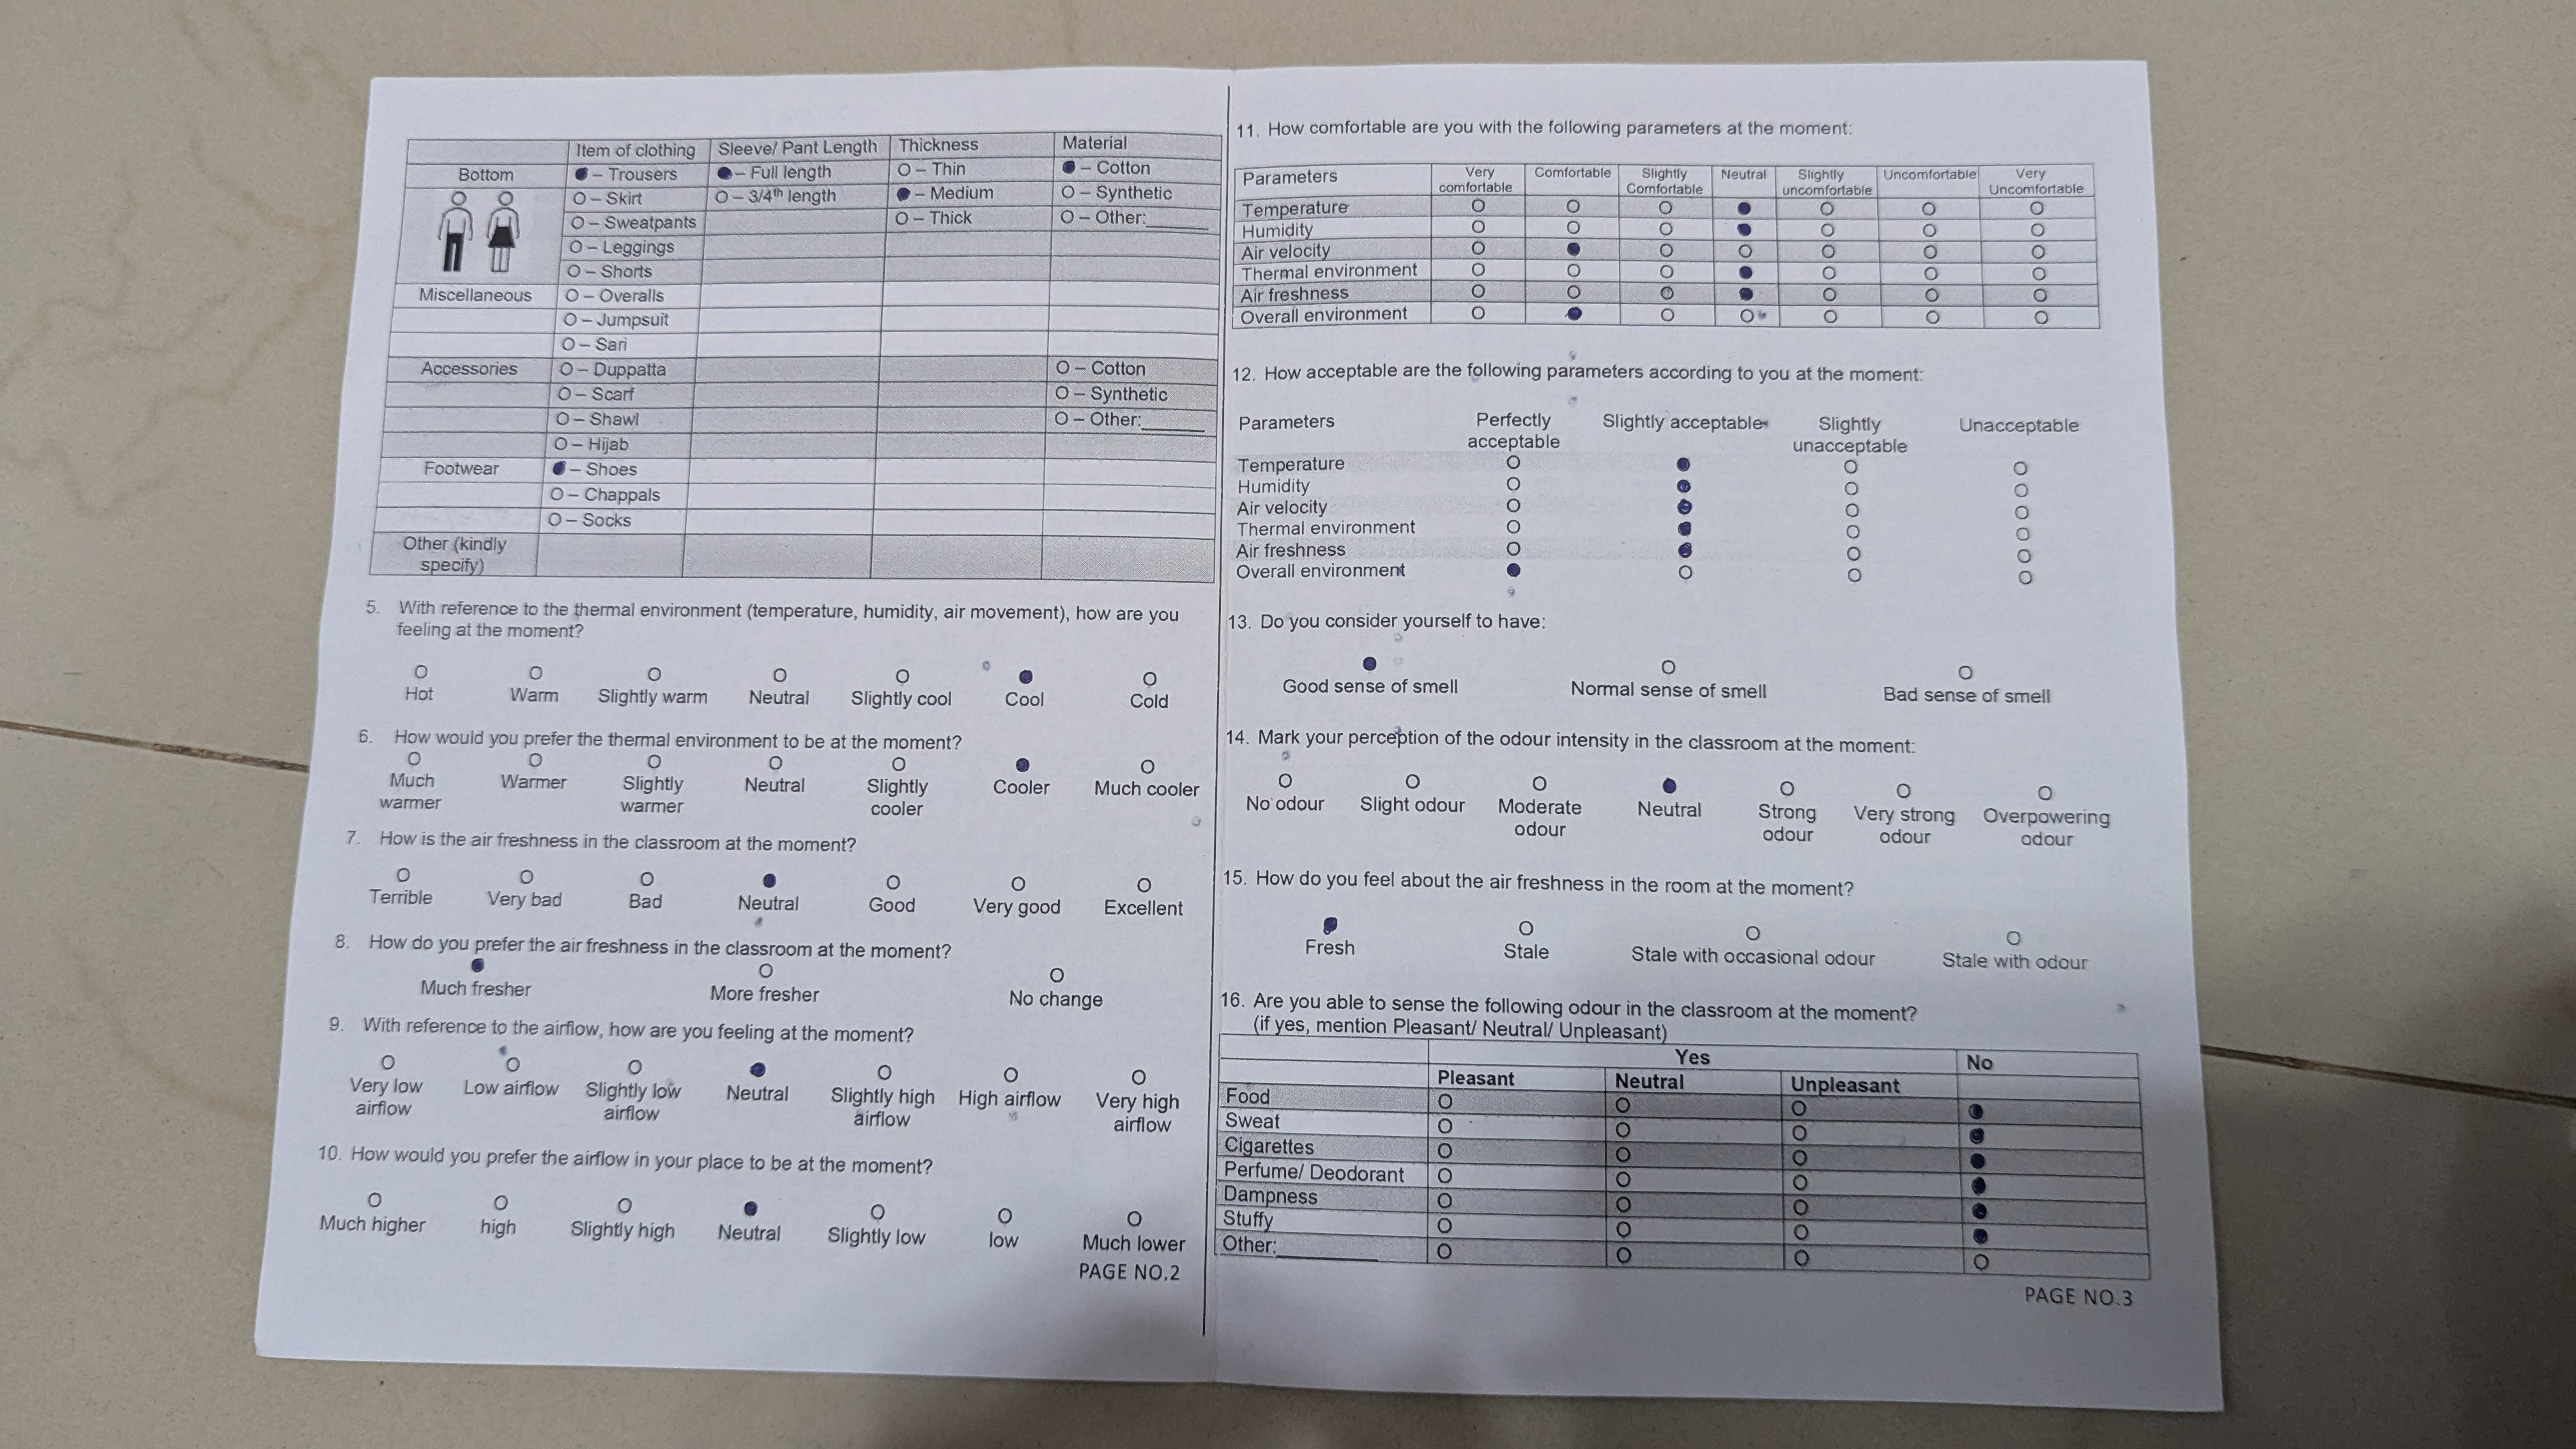 Item of clothing Sleeve/ Pant Length Thickness Material
Bottom – Trousers – Full length O – Thin – Cotton
O – Skirt O – 3/4th length – Medium O – Synthetic
O – Sweatpants O – Thick O – Other:______
O – Leggings
O – Shorts
Miscellaneous O – Overalls
O – Jumpsuit
O – Sari
Accessories O – Duppatta O – Cotton
O – Scarf O – Synthetic
O – Shawl O – Other:______
O – Hijab
Footwear – Shoes
O – Chappals
O – Socks
Other (kindly
specify)
5. With reference to the thermal environment (temperature, humidity, air movement), how are you
feeling at the moment?
Hot Warm Slightly warm Neutral Slightly cool Cool Cold
6. How would you prefer the thermal environment to be at the moment?
Much Warmer Slightly Neutral Slightly Cooler Much cooler
warmer warmer cooler
7. How is the air freshness in the classroom at the moment?
Terrible Very bad Bad Neutral Good Very good Excellent
8. How do you prefer the air freshness in the classroom at the moment?
Much fresher More fresher No change
9. With reference to the airflow, how are you feeling at the moment?
Very low Low airflow Slightly low Neutral Slightly high High airflow Very high
airflow airflow airflow airflow
10. How would you prefer the airflow in your place to be at the moment?
Much higher high Slightly high Neutral Slightly low low Much lower
PAGE NO.2
11. How comfortable are you with the following parameters at the moment:
Parameters Very Comfortable Slightly Neutral Slightly Uncomfortable Very
comfortable Comfortable uncomfortable Uncomfortable
Temperature
Humidity
Air velocity
Thermal environment
Air freshness
Overall environment
12. How acceptable are the following parameters according to you at the moment:
Parameters Perfectly Slightly acceptable Slightly Unacceptable
acceptable unacceptable
Temperature
Humidity
Air velocity
Thermal environment
Air freshness
Overall environment
13. Do you consider yourself to have:
Good sense of smell Normal sense of smell Bad sense of smell
14. Mark your perception of the odour intensity in the classroom at the moment:
No odour Slight odour Moderate Neutral Strong Very strong Overpowering
odour odour odour odour
15. How do you feel about the air freshness in the room at the moment?
Fresh Stale Stale with occasional odour Stale with odour
16. Are you able to sense the following odour in the classroom at the moment?
(if yes, mention Pleasant/ Neutral/ Unpleasant)
Yes No
Pleasant Neutral Unpleasant
Food
Sweat
Cigarettes
Perfume/ Deodorant
Dampness
Stuffy
Other:__________
PAGE NO.3